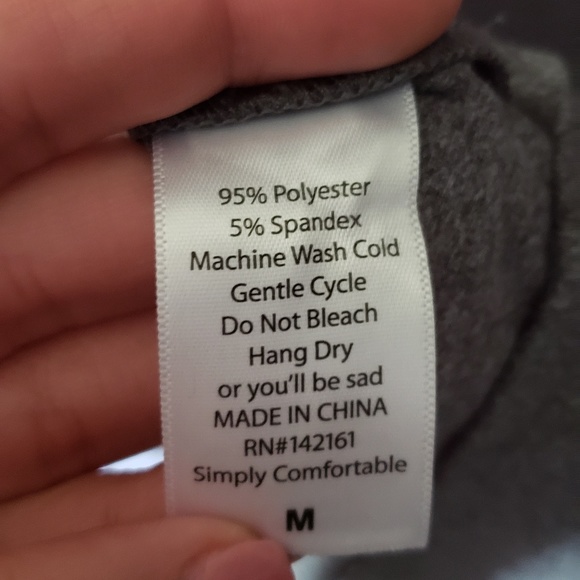 95% Polyester
5% Spandex
Machine Wash Cold
Gentle Cycle
Do Not Bleach
Hang Dry
or you'll be sad
MADE IN CHINA
RN#142161
Simply Comfortable
M